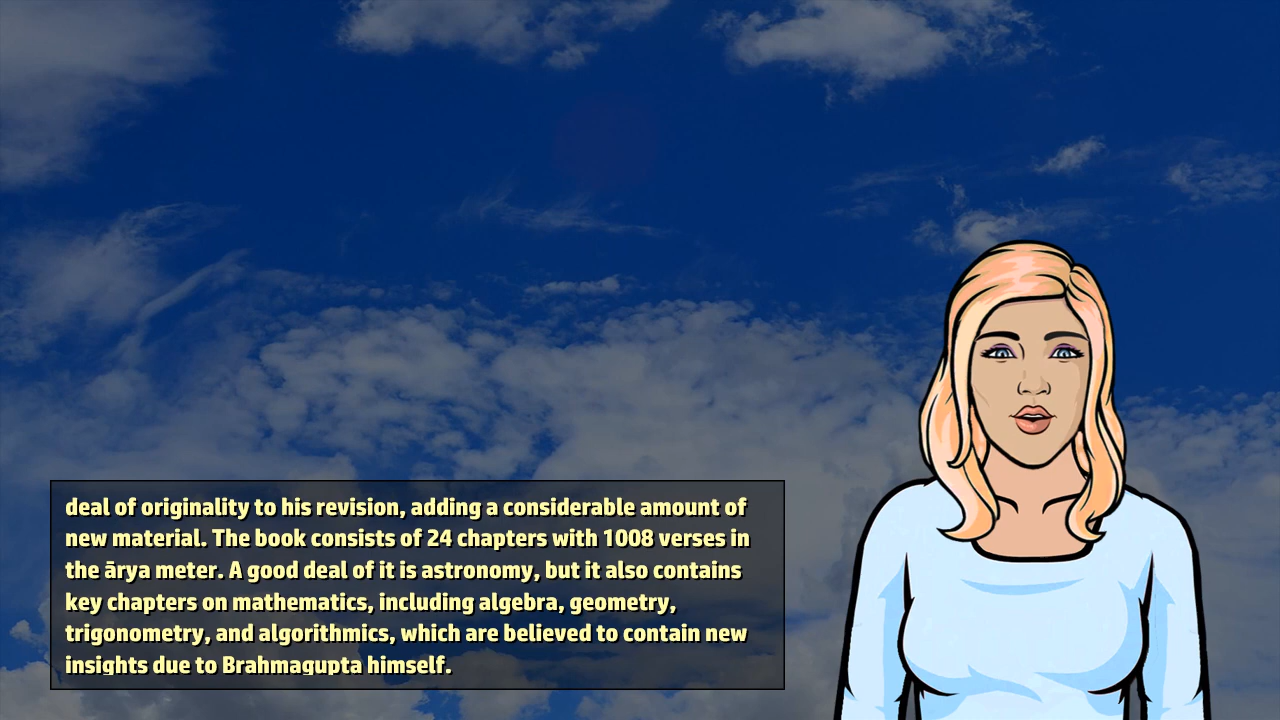 deal of originality to his revision, adding a considerable amount of
new material. The book consists of 24 chapters with 1008 verses in
the ārya meter. A good deal of it is astronomy, but it also contains
key chapters on mathematics, including algebra, geometry,
trigonometry, and algorithmics, which are believed to contain new
insights due to Brahmagupta himself.